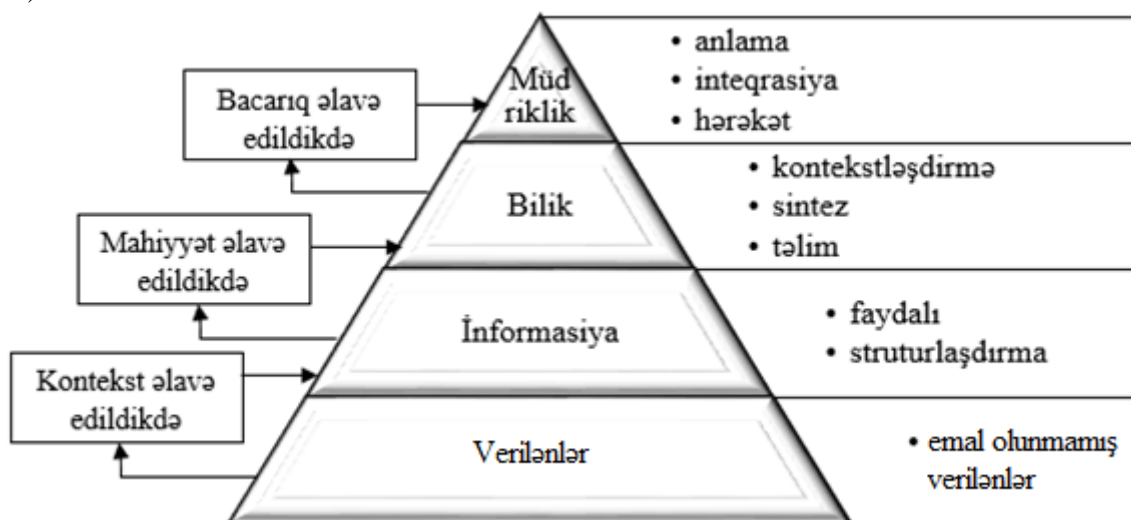 Müd
riklik
• anlama
• inteqrasiya
• hərəkət
Bacarıq əlavə
edildikdə
Bilik
• kontekstləşdirmə
• sintez
• təlim
Mahiyyət əlavə
edildikdə
İnformasiya
• faydalı
• struturlaşdırma
Kontekst əlavə
edildikdə
Verilənlər
• emal olunmamış
verilənlər